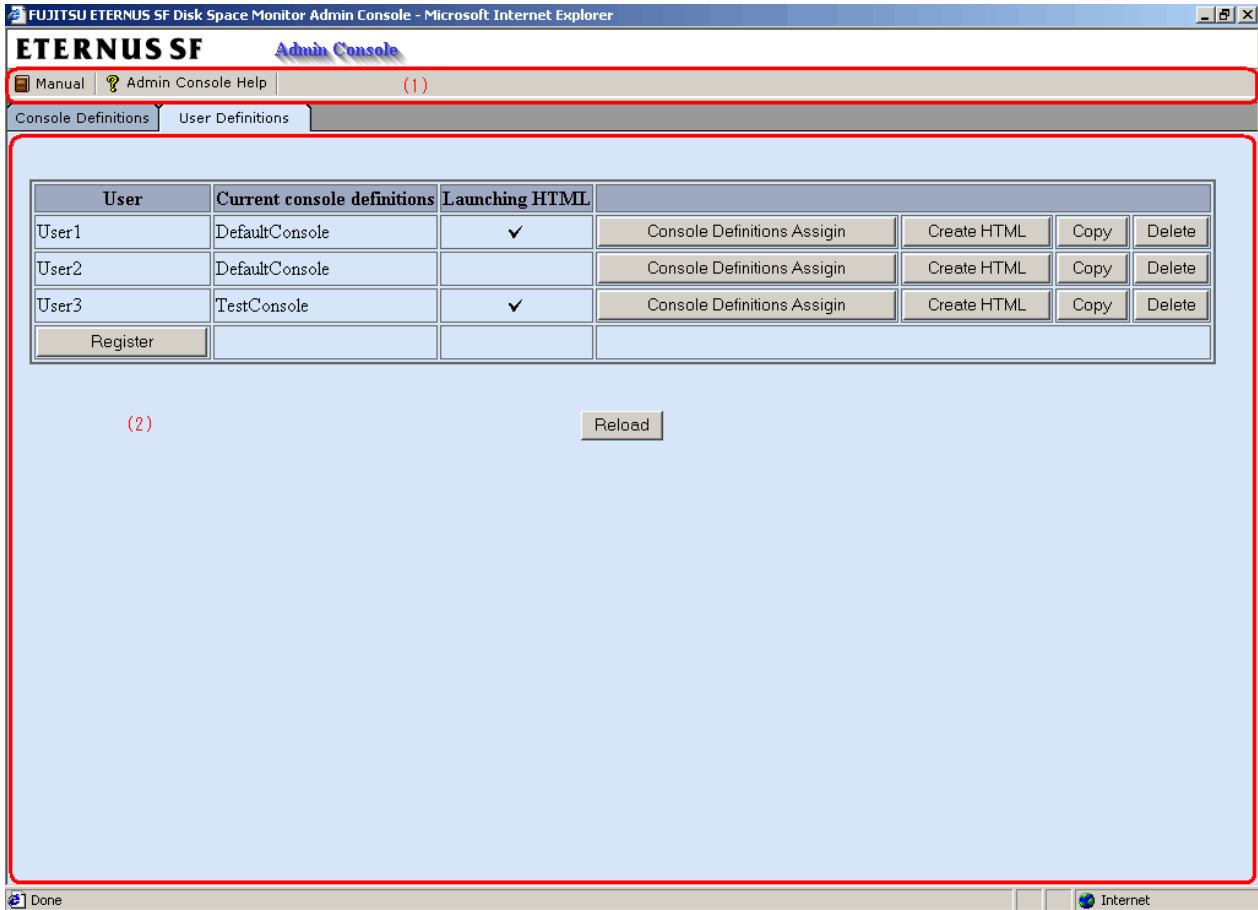 FUJITSU ETERNUS SF Disk Space Monitor Admin Console - Microsoft Internet Explorer
ETERNUS SF Admin Console
Manual Admin Console Help (1)
Console Definitions User Definitions
User Current console definitions Launching HTML
User1 DefaultConsole ✓ Console Definitions Assigin Create HTML Copy Delete
User2 DefaultConsole Console Definitions Assigin Create HTML Copy Delete
User3 TestConsole ✓ Console Definitions Assigin Create HTML Copy Delete
Register
(2) Reload
Done Internet